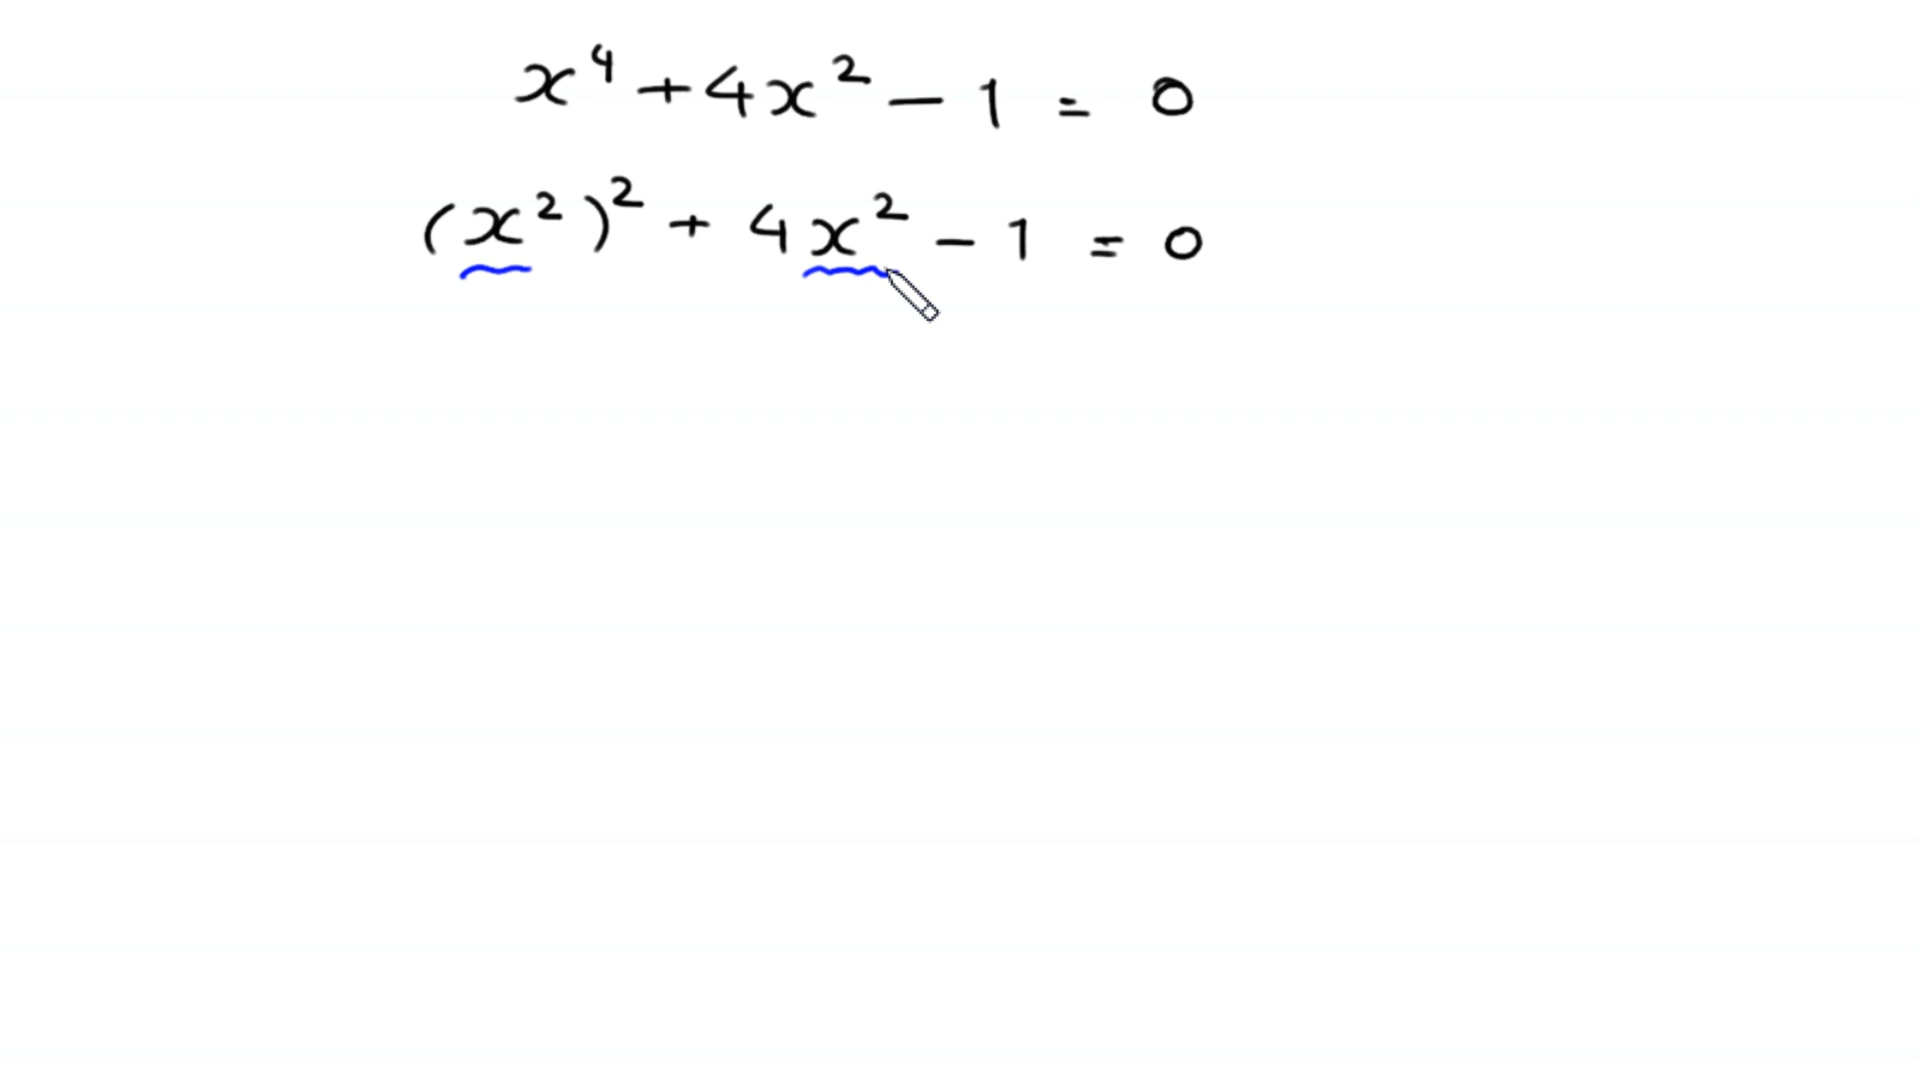 x⁴ + 4x² − 1 = 0
(x²)² + 4x² − 1 = 0